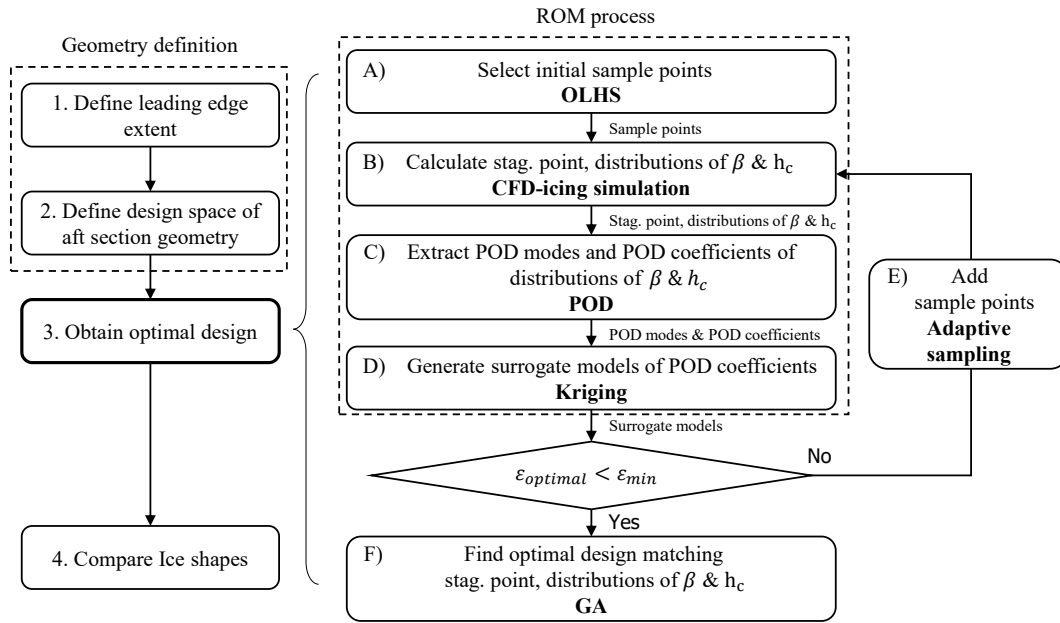 Geometry definition
1. Define leading edge
extent
2. Define design space of
aft section geometry
3. Obtain optimal design
4. Compare Ice shapes
ROM process
A) Select initial sample points
OLHS
Sample points
B) Calculate stag. point, distributions of β & h_c
CFD-icing simulation
Stag. point, distributions of β & h_c
C) Extract POD modes and POD coefficients of
distributions of β & h_c
POD
POD modes & POD coefficients
D) Generate surrogate models of POD coefficients
Kriging
Surrogate models
ε_optimal < ε_min
No
Yes
E) Add
sample points
Adaptive
sampling
F) Find optimal design matching
stag. point, distributions of β & h_c
GA